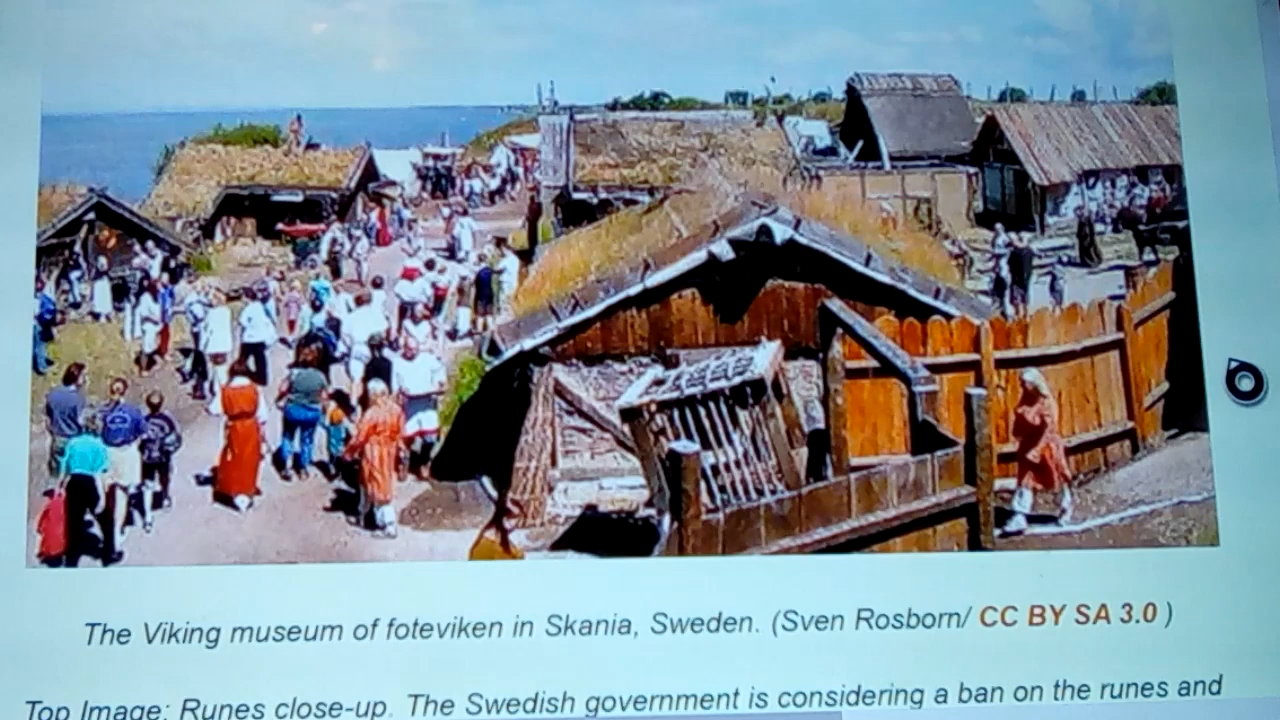 The Viking museum of foteviken in Skania, Sweden. (Sven Rosborn/ CC BY SA 3.0 )
Top Image: Runes close-up. The Swedish government is considering a ban on the runes and